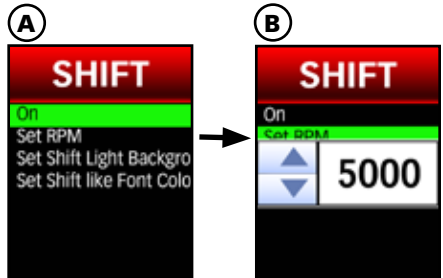 A
SHIFT
On
Set RPM
Set Shift Light Backgro
Set Shift like Font Colo
B
SHIFT
On
Set RPM
5000